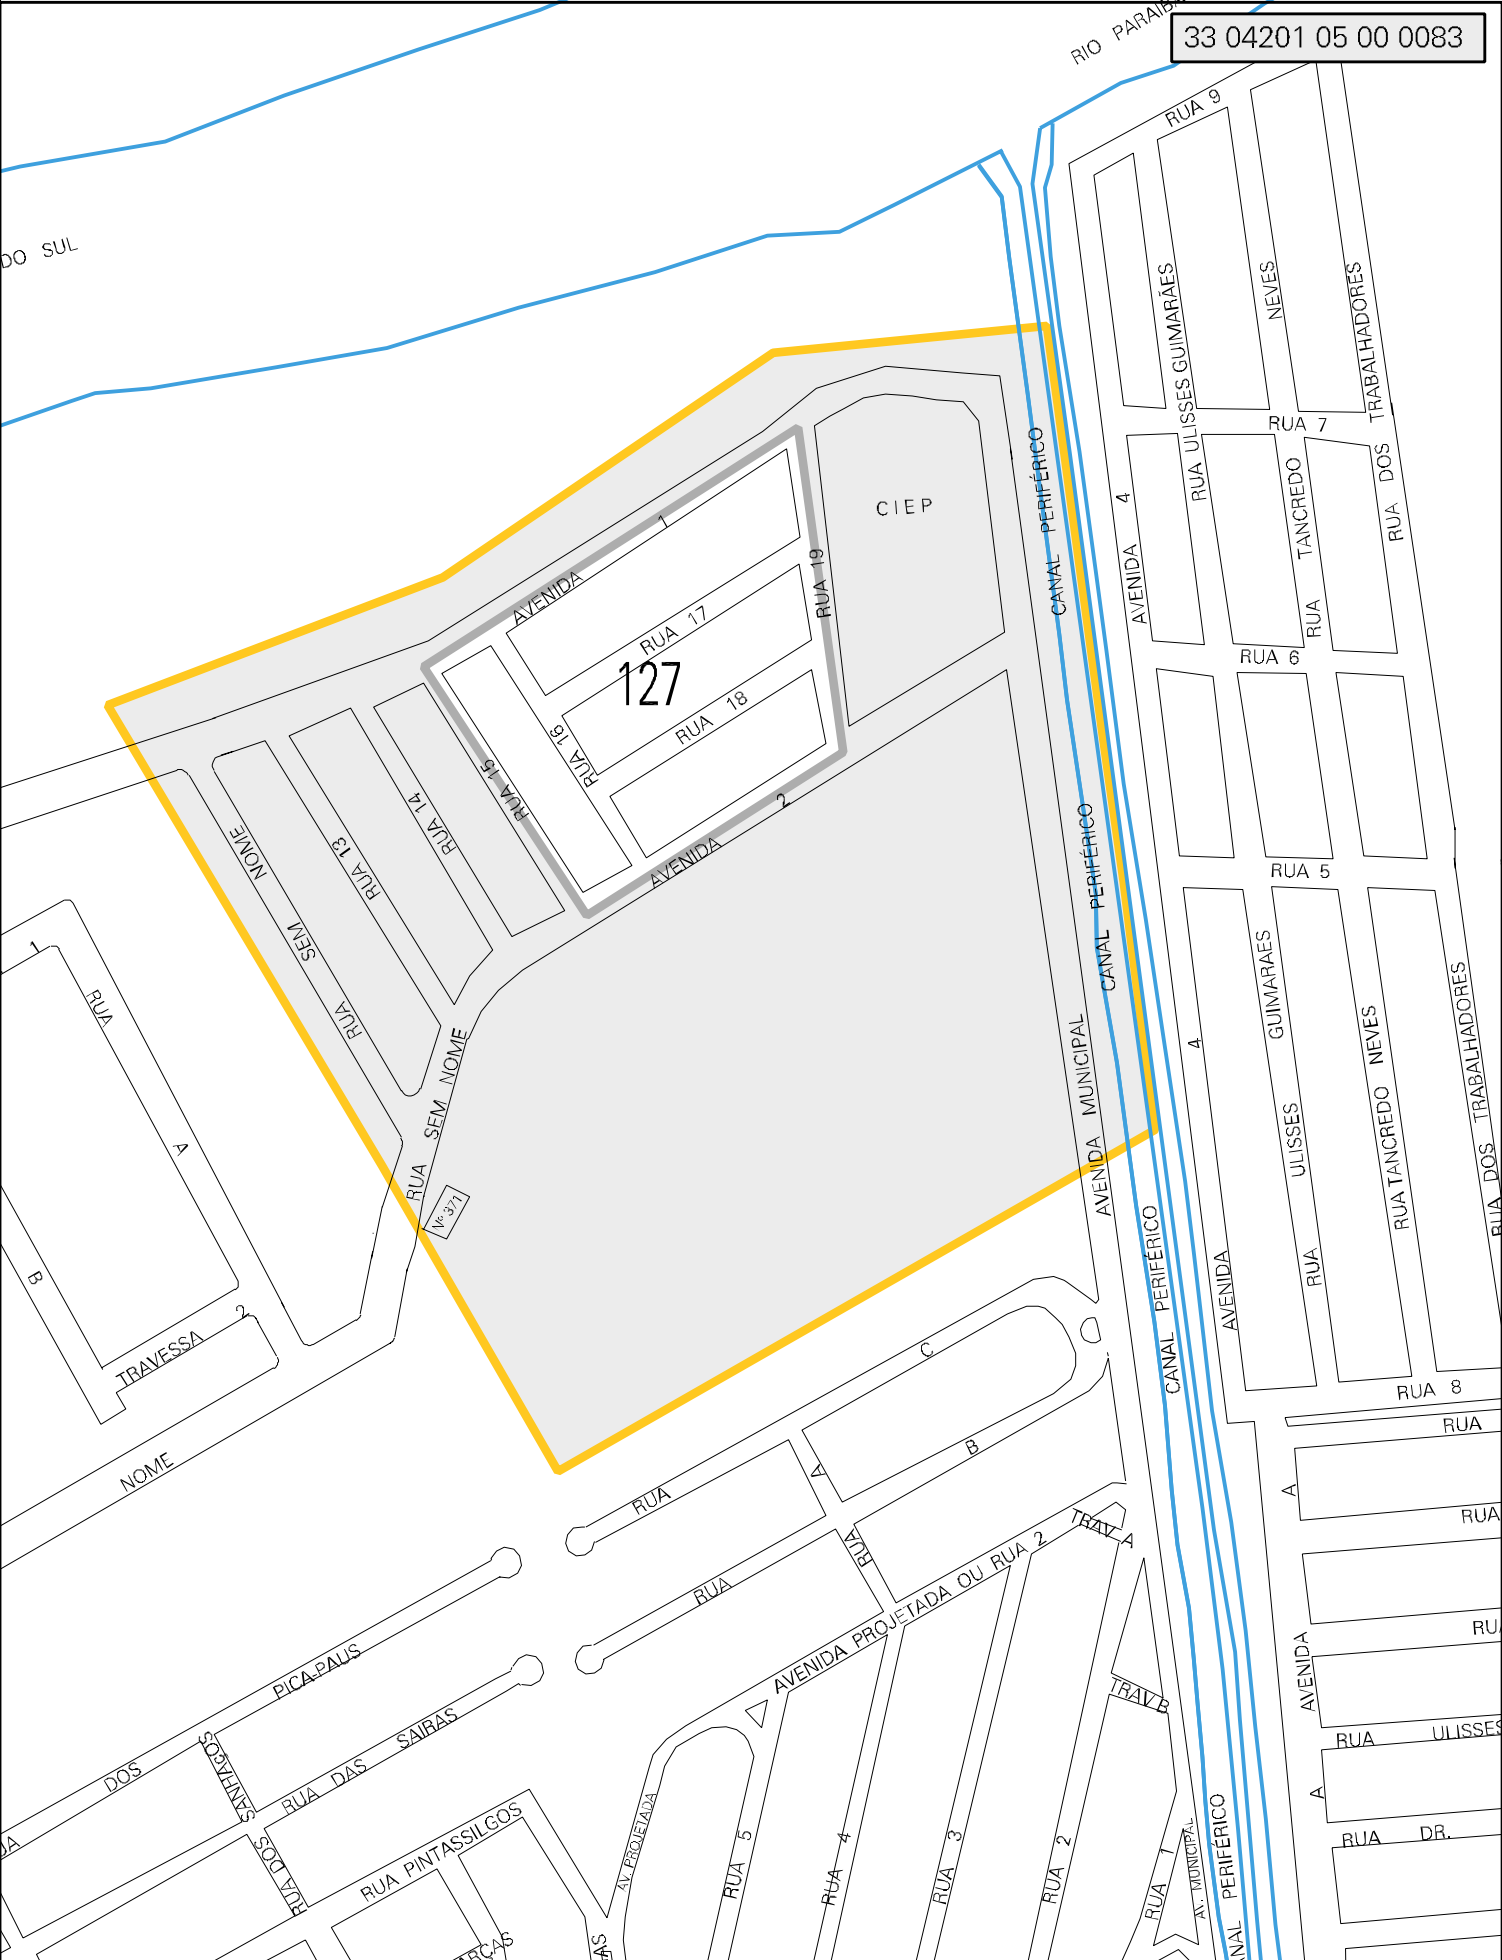 RIO PARAIBA
33 04201 05 00 0083
DO SUL
RUA 9
RUA ULISSES GUIMARÃES
NEVES
RUA DOS TRABALHADORES
RUA 7
AVENIDA 4
RUA TANCREDO
CANAL PERIFÉRICO
CIEP
AVENIDA 1
RUA 19
RUA 17
127
RUA 18
RUA 16
RUA 15
RUA 14
RUA 13
RUA SEM NOME
AVENIDA 2
RUA 6
RUA 5
CANAL PERIFÉRICO
1
RUA A
B
TRAVESSA 2
NOME
RUA SEM NOME
Vº 371
AVENIDA MUNICIPAL
AVENIDA 4
RUA ULISSES GUIMARAES
RUA TANCREDO NEVES
RUA DOS TRABALHADORES
CANAL PERIFÉRICO
RUA 8
RUA
RUA C
RUA A
RUA B
AVENIDA PROJETADA OU RUA 2
TRAV. A
TRAV. B
AVENIDA A
RUA
RUA ULISSES
A
RUA DR.
DOS PICA-PAUS
RUA DAS SAIRAS
RUA DOS SANHAÇOS
RUA PINTASSILGOS
AV. PROJETADA
RUA 5
RUA 4
RUA 3
RUA 2
RUA 1
AV. MUNICIPAL
CANAL PERIFÉRICO